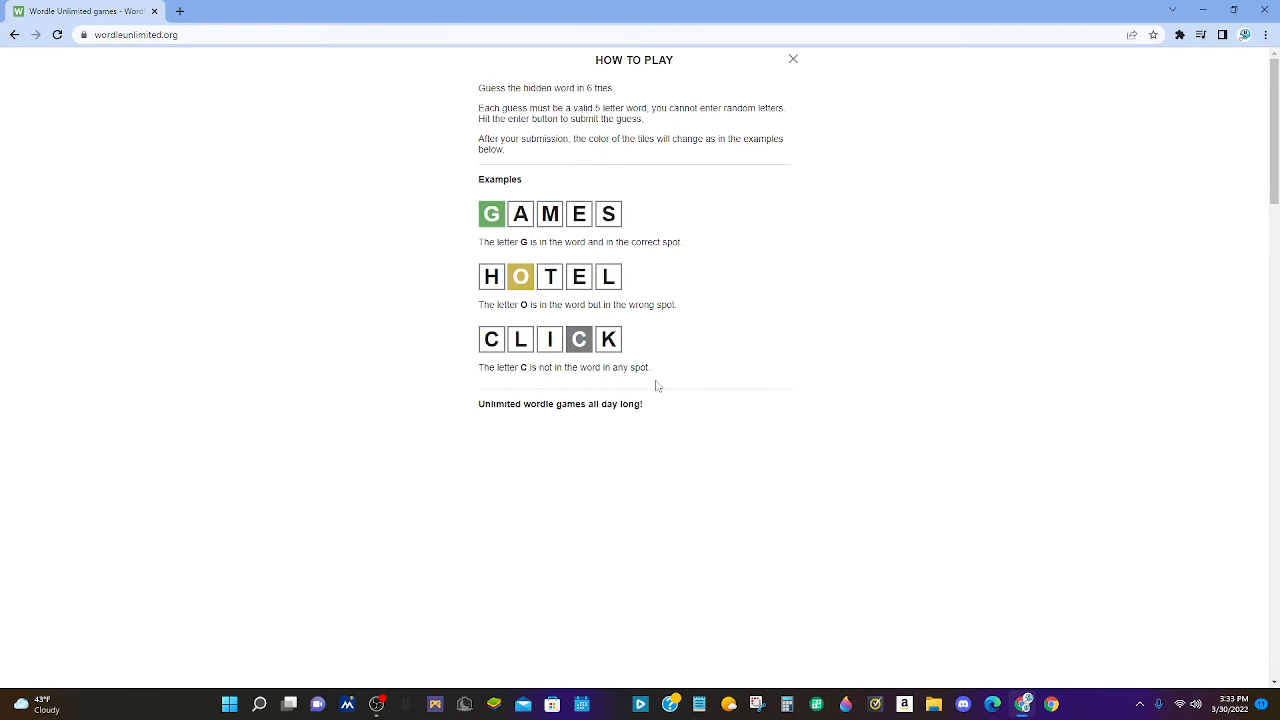 W Wordle Unlimited games - Wordl
wordleunlimited.org
HOW TO PLAY
Guess the hidden word in 6 tries.
Each guess must be a valid 5 letter word, you cannot enter random letters.
Hit the enter button to submit the guess.
After your submission, the color of the tiles will change as in the examples
below.
Examples
GAMES
The letter G is in the word and in the correct spot.
HOTEL
The letter O is in the word but in the wrong spot.
CLICK
The letter C is not in the word in any spot.
Unlimited wordle games all day long!
43°F
Cloudy
a
3:33 PM
3/30/2022